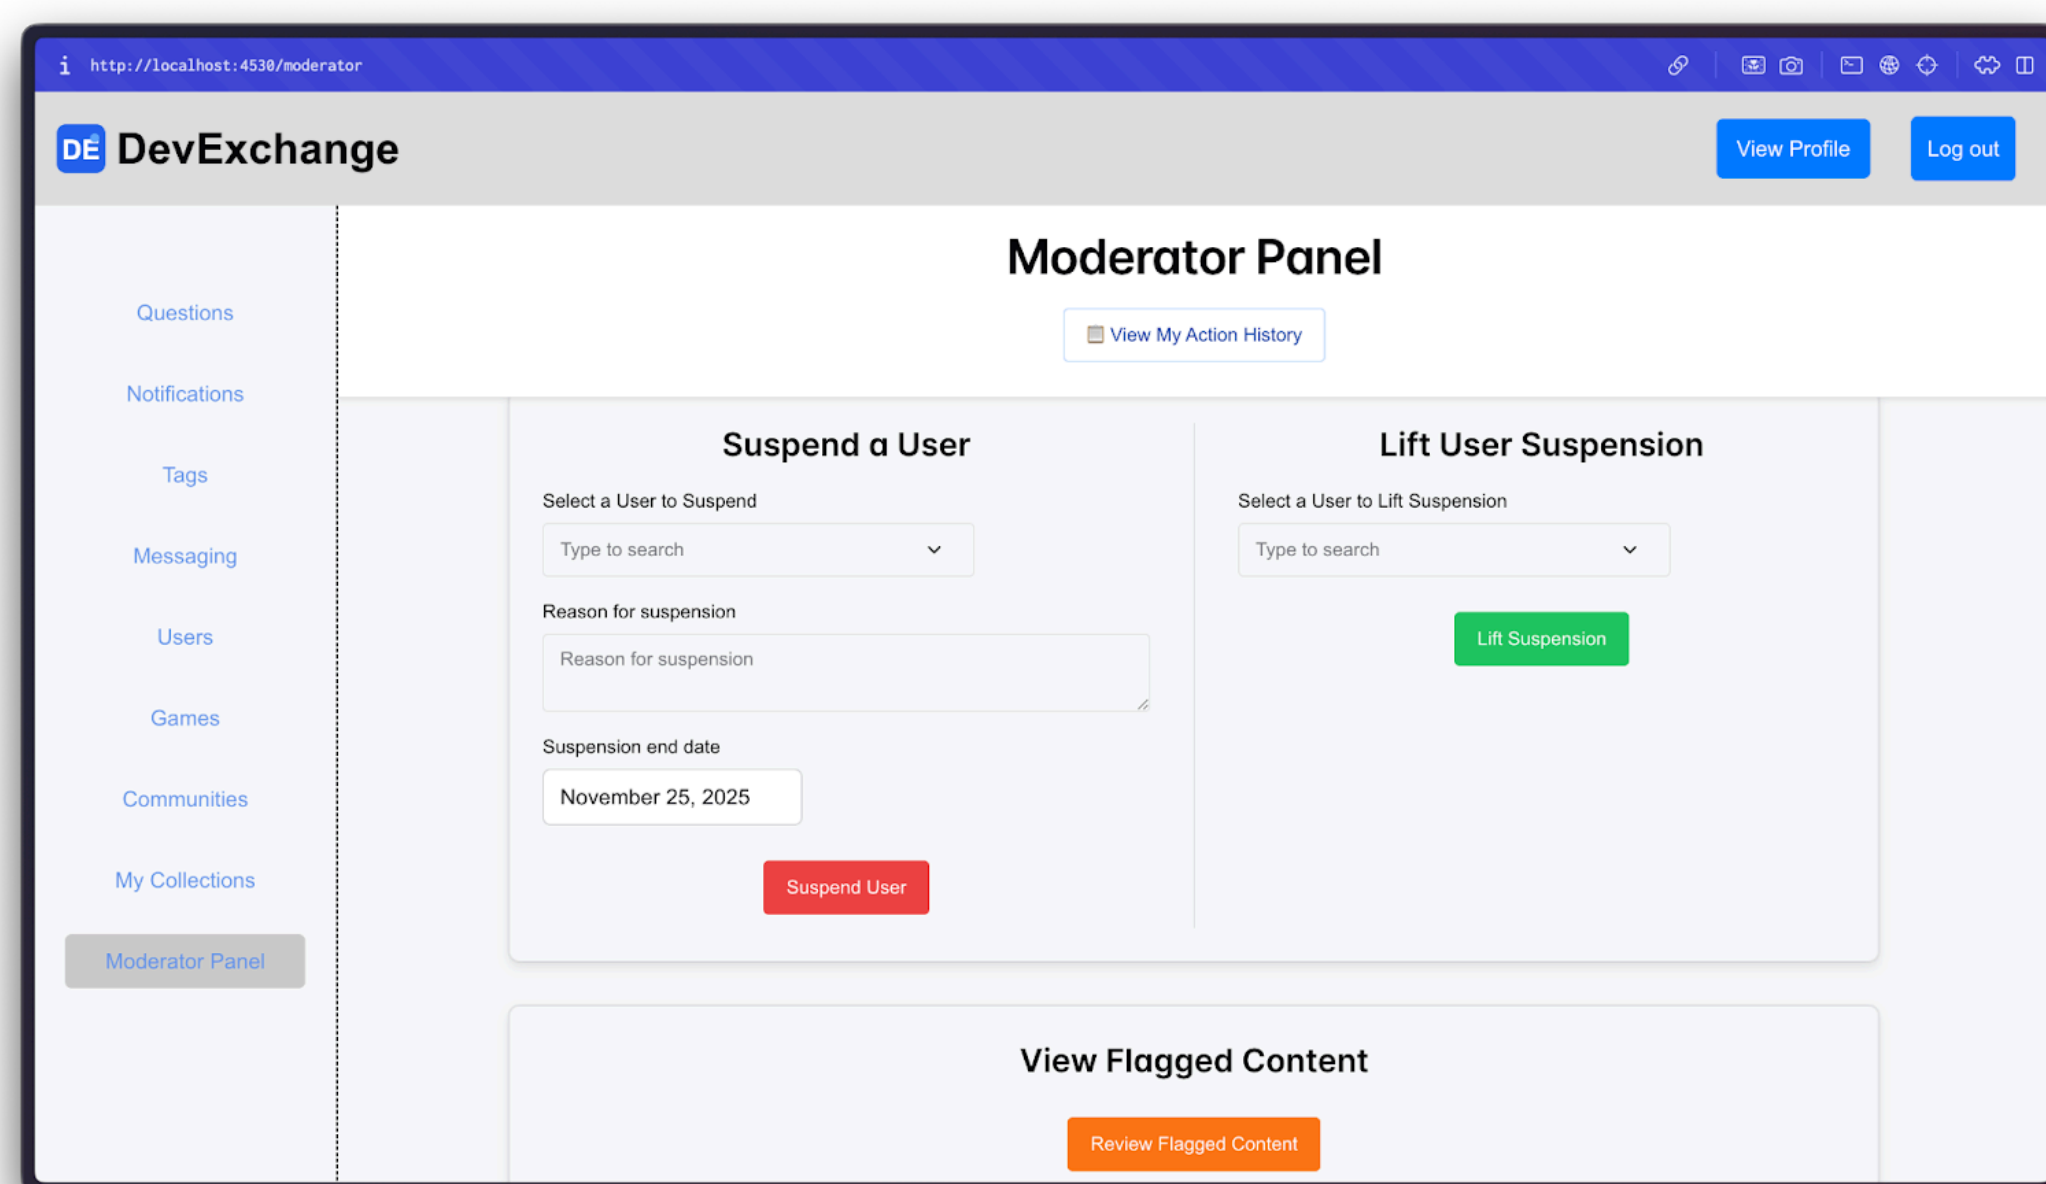 http://localhost:4530/moderator
DE DevExchange
View Profile
Log out
Questions
Notifications
Tags
Messaging
Users
Games
Communities
My Collections
Moderator Panel
Moderator Panel
View My Action History
Suspend a User
Select a User to Suspend
Type to search
Reason for suspension
Reason for suspension
Suspension end date
November 25, 2025
Suspend User
Lift User Suspension
Select a User to Lift Suspension
Type to search
Lift Suspension
View Flagged Content
Review Flagged Content